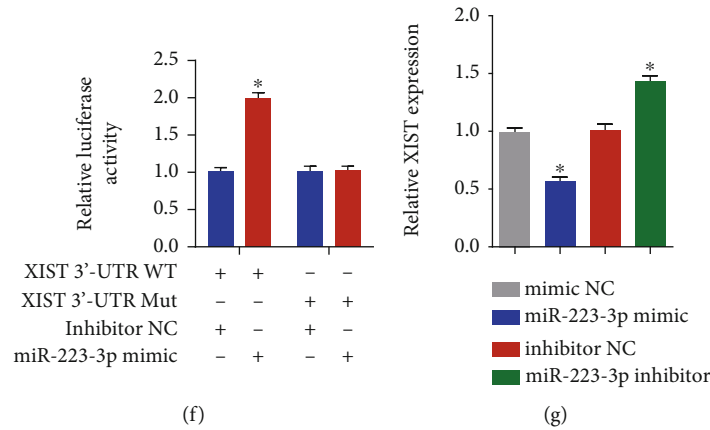 Relative luciferase
activity
2.5
2.0
1.5
1.0
0.5
0.0
*
XIST 3'-UTR WT + + – –
XIST 3'-UTR Mut – – + +
Inhibitor NC + – + –
miR-223-3p mimic – + – +
(f)
Relative XIST expression
2.0
1.5
1.0
0.5
0.0
*
*
mimic NC
miR-223-3p mimic
inhibitor NC
miR-223-3p inhibitor
(g)